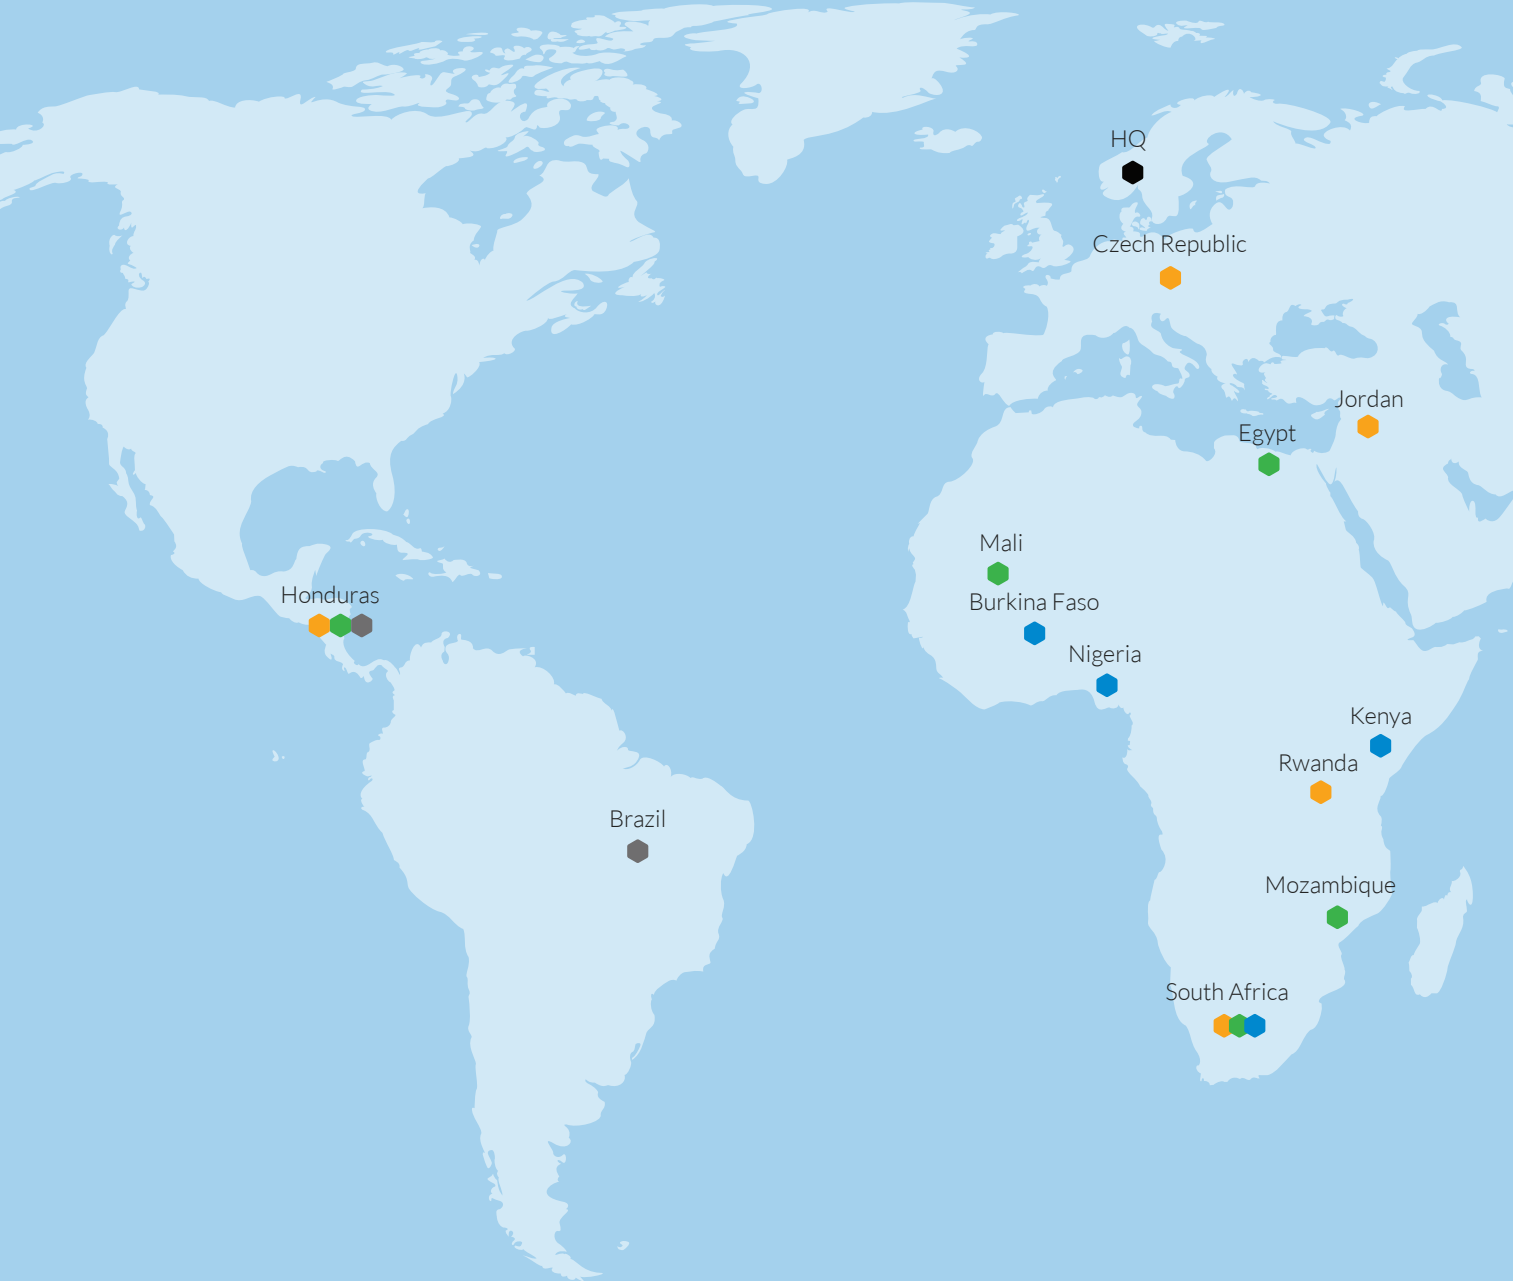 HQ
Czech Republic
Jordan
Egypt
Mali
Honduras
Burkina Faso
Nigeria
Kenya
Rwanda
Brazil
Mozambique
South Africa